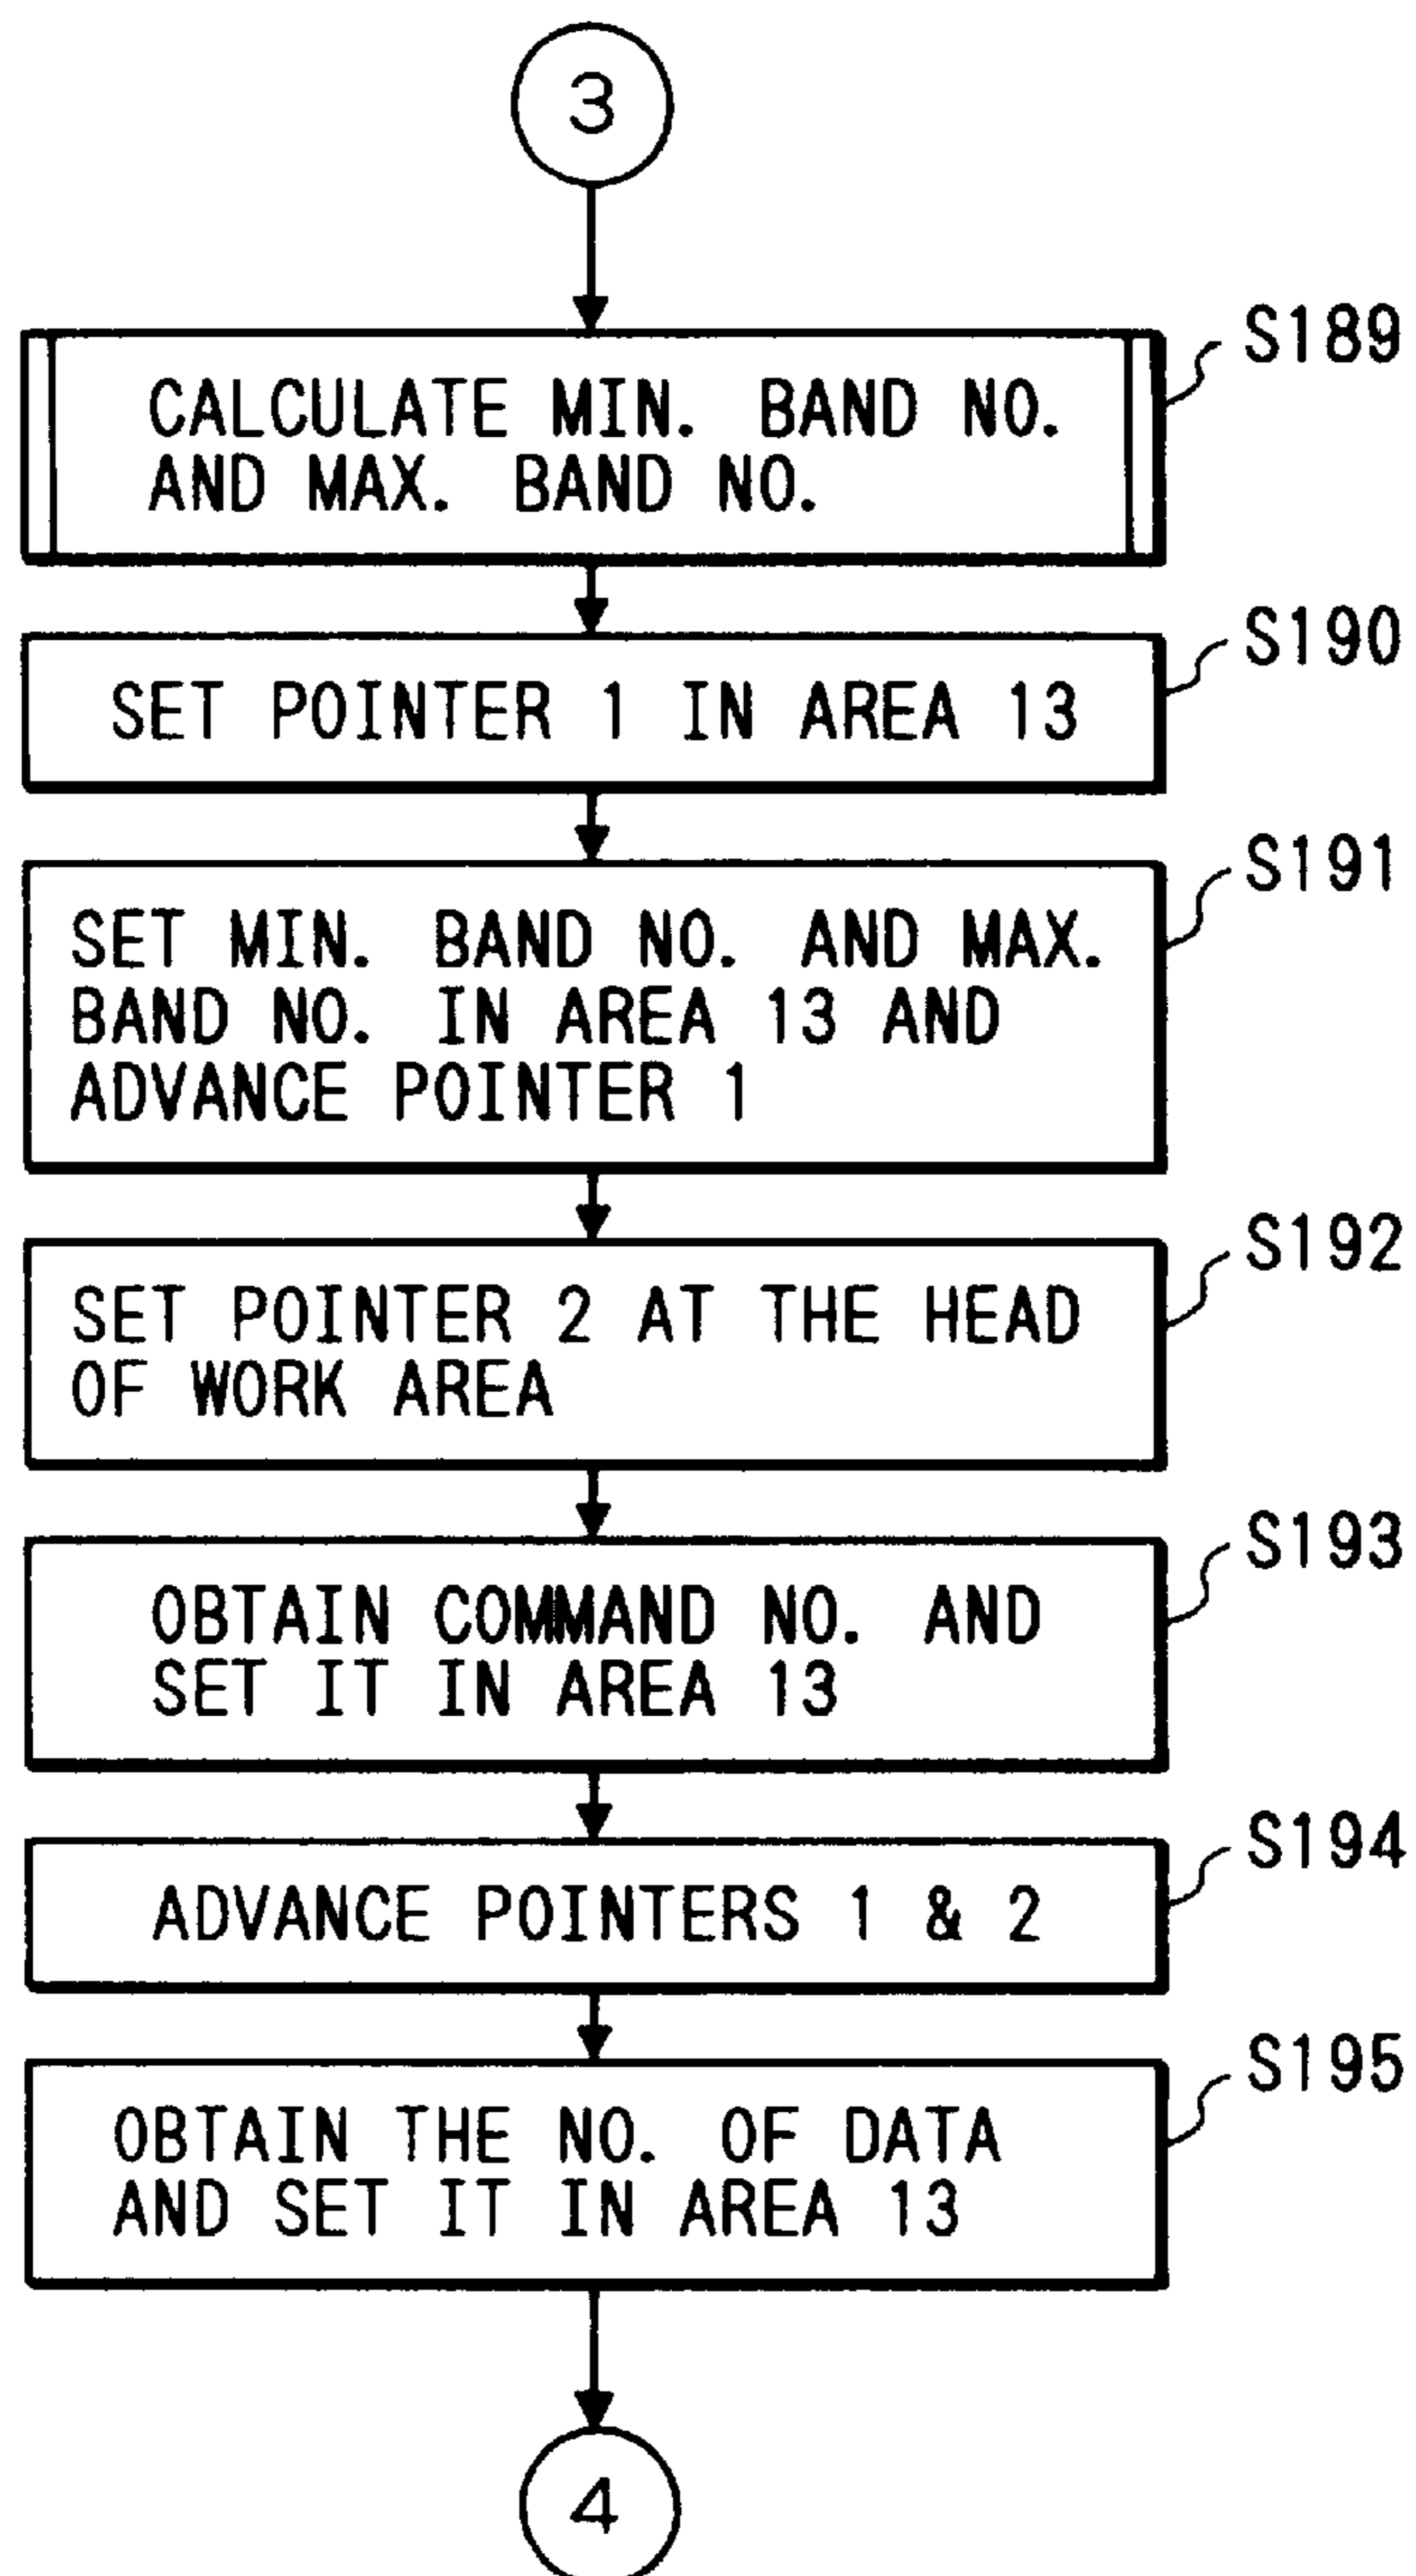 3
S189
CALCULATE MIN. BAND NO.
AND MAX. BAND NO.
S190
SET POINTER 1 IN AREA 13
S191
SET MIN. BAND NO. AND MAX.
BAND NO. IN AREA 13 AND
ADVANCE POINTER 1
S192
SET POINTER 2 AT THE HEAD
OF WORK AREA
S193
OBTAIN COMMAND NO. AND
SET IT IN AREA 13
S194
ADVANCE POINTERS 1 & 2
S195
OBTAIN THE NO. OF DATA
AND SET IT IN AREA 13
4